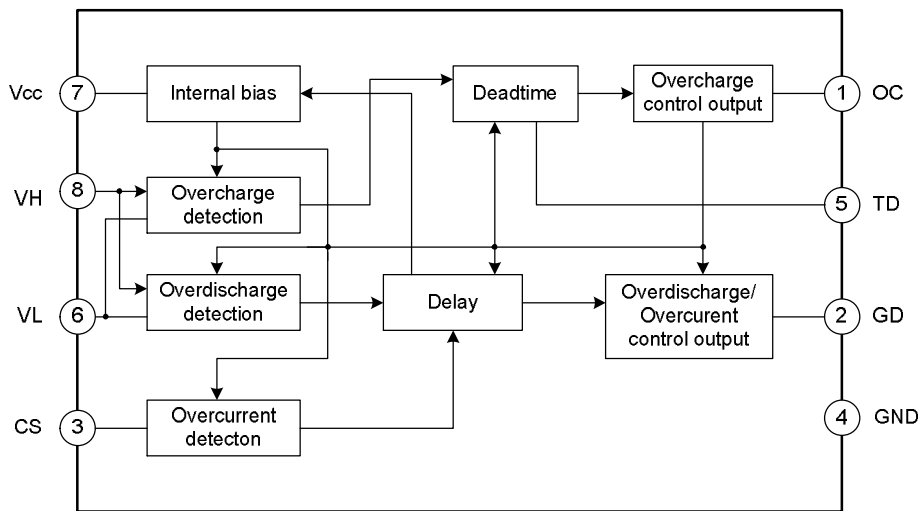 Vcc
7
Internal bias
Deadtime
Overcharge
control output
1
OC
VH
8
Overcharge
detection
5
TD
VL
6
Overdischarge
detection
Delay
Overdischarge/
Overcurent
control output
2
GD
CS
3
Overcurrent
detecton
4
GND